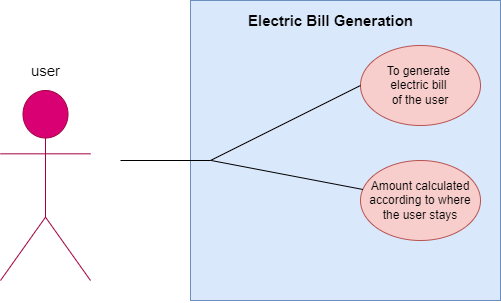 Electric Bill Generation
user
To generate
electric bill
of the user
Amount calculated
according to where
the user stays